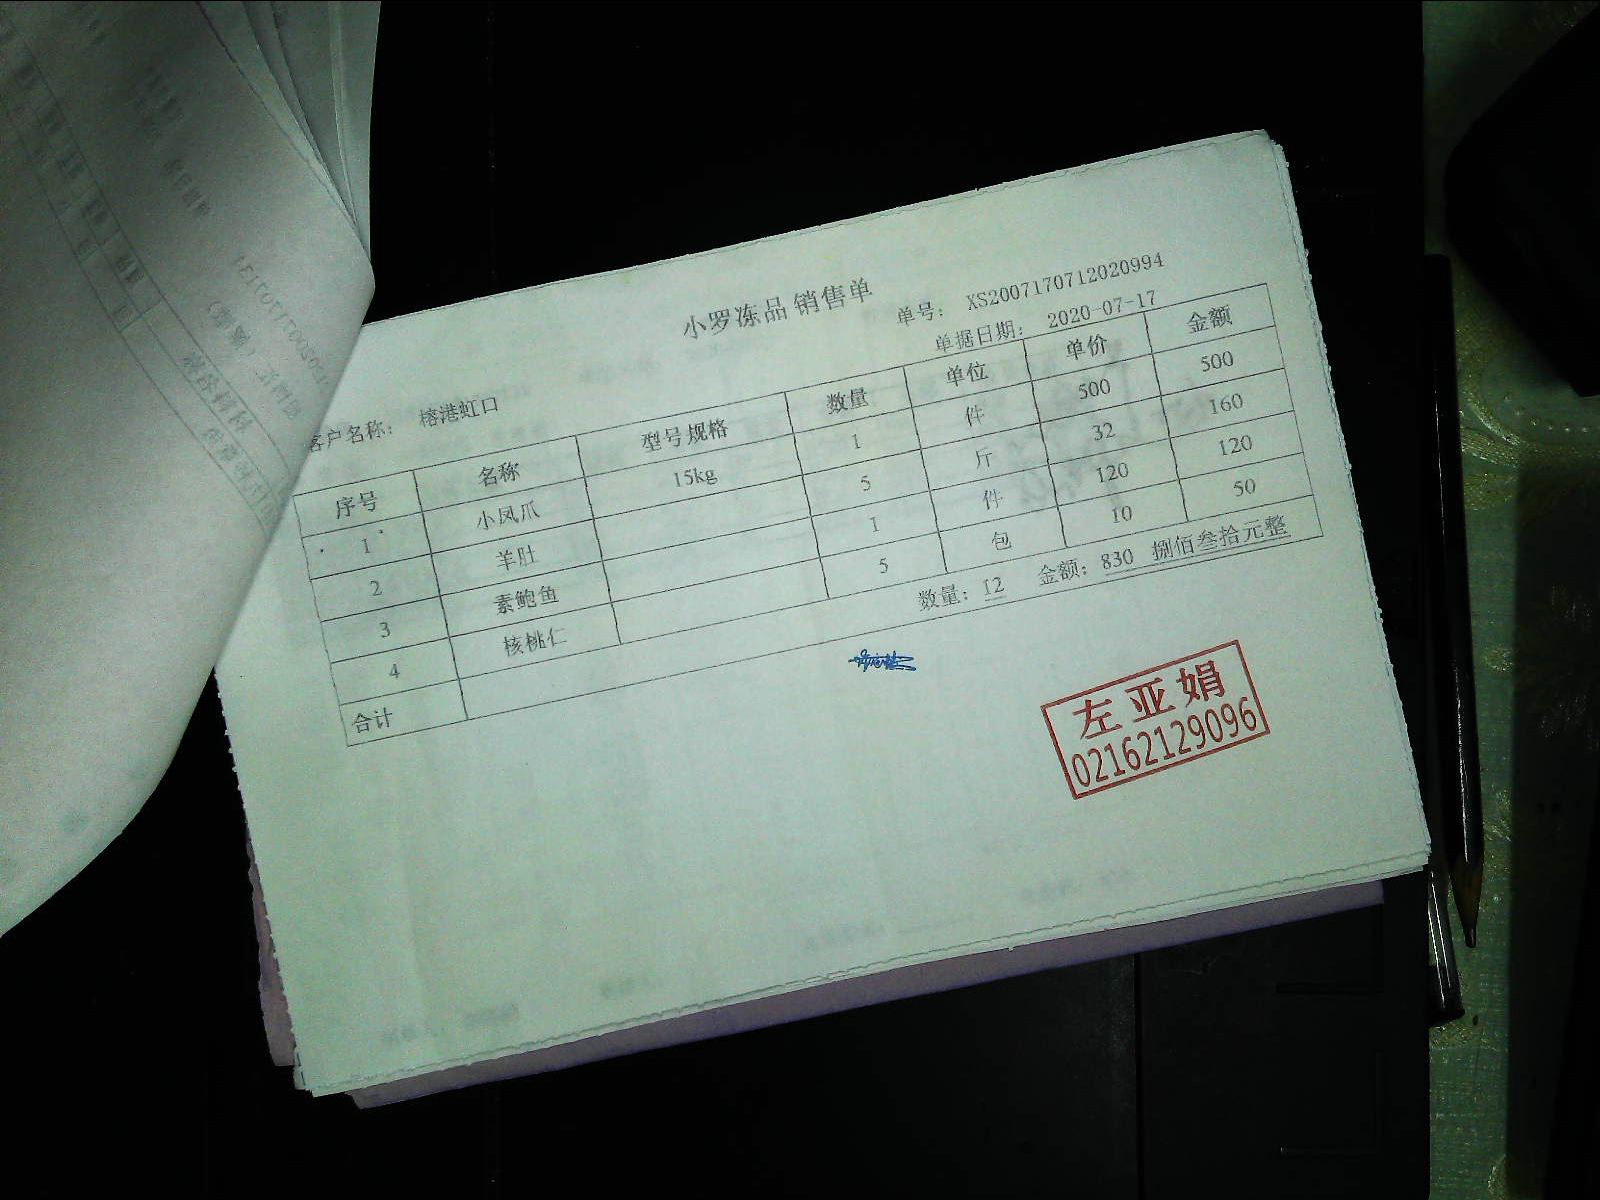 小罗冻品 销售单
单号： XS2007170712020994
客户名称： 榕港虹口
单据日期： 2020-07-17
序号 名称 型号规格 数量 单位 单价 金额
1 小凤爪 15kg 1 件 500 500
2 羊肚 5 斤 32 160
3 素鲍鱼 1 件 120 120
4 核桃仁 5 包 10 50
合计 数量：12 金额：830 捌佰叁拾元整
左亚娟
02162129096